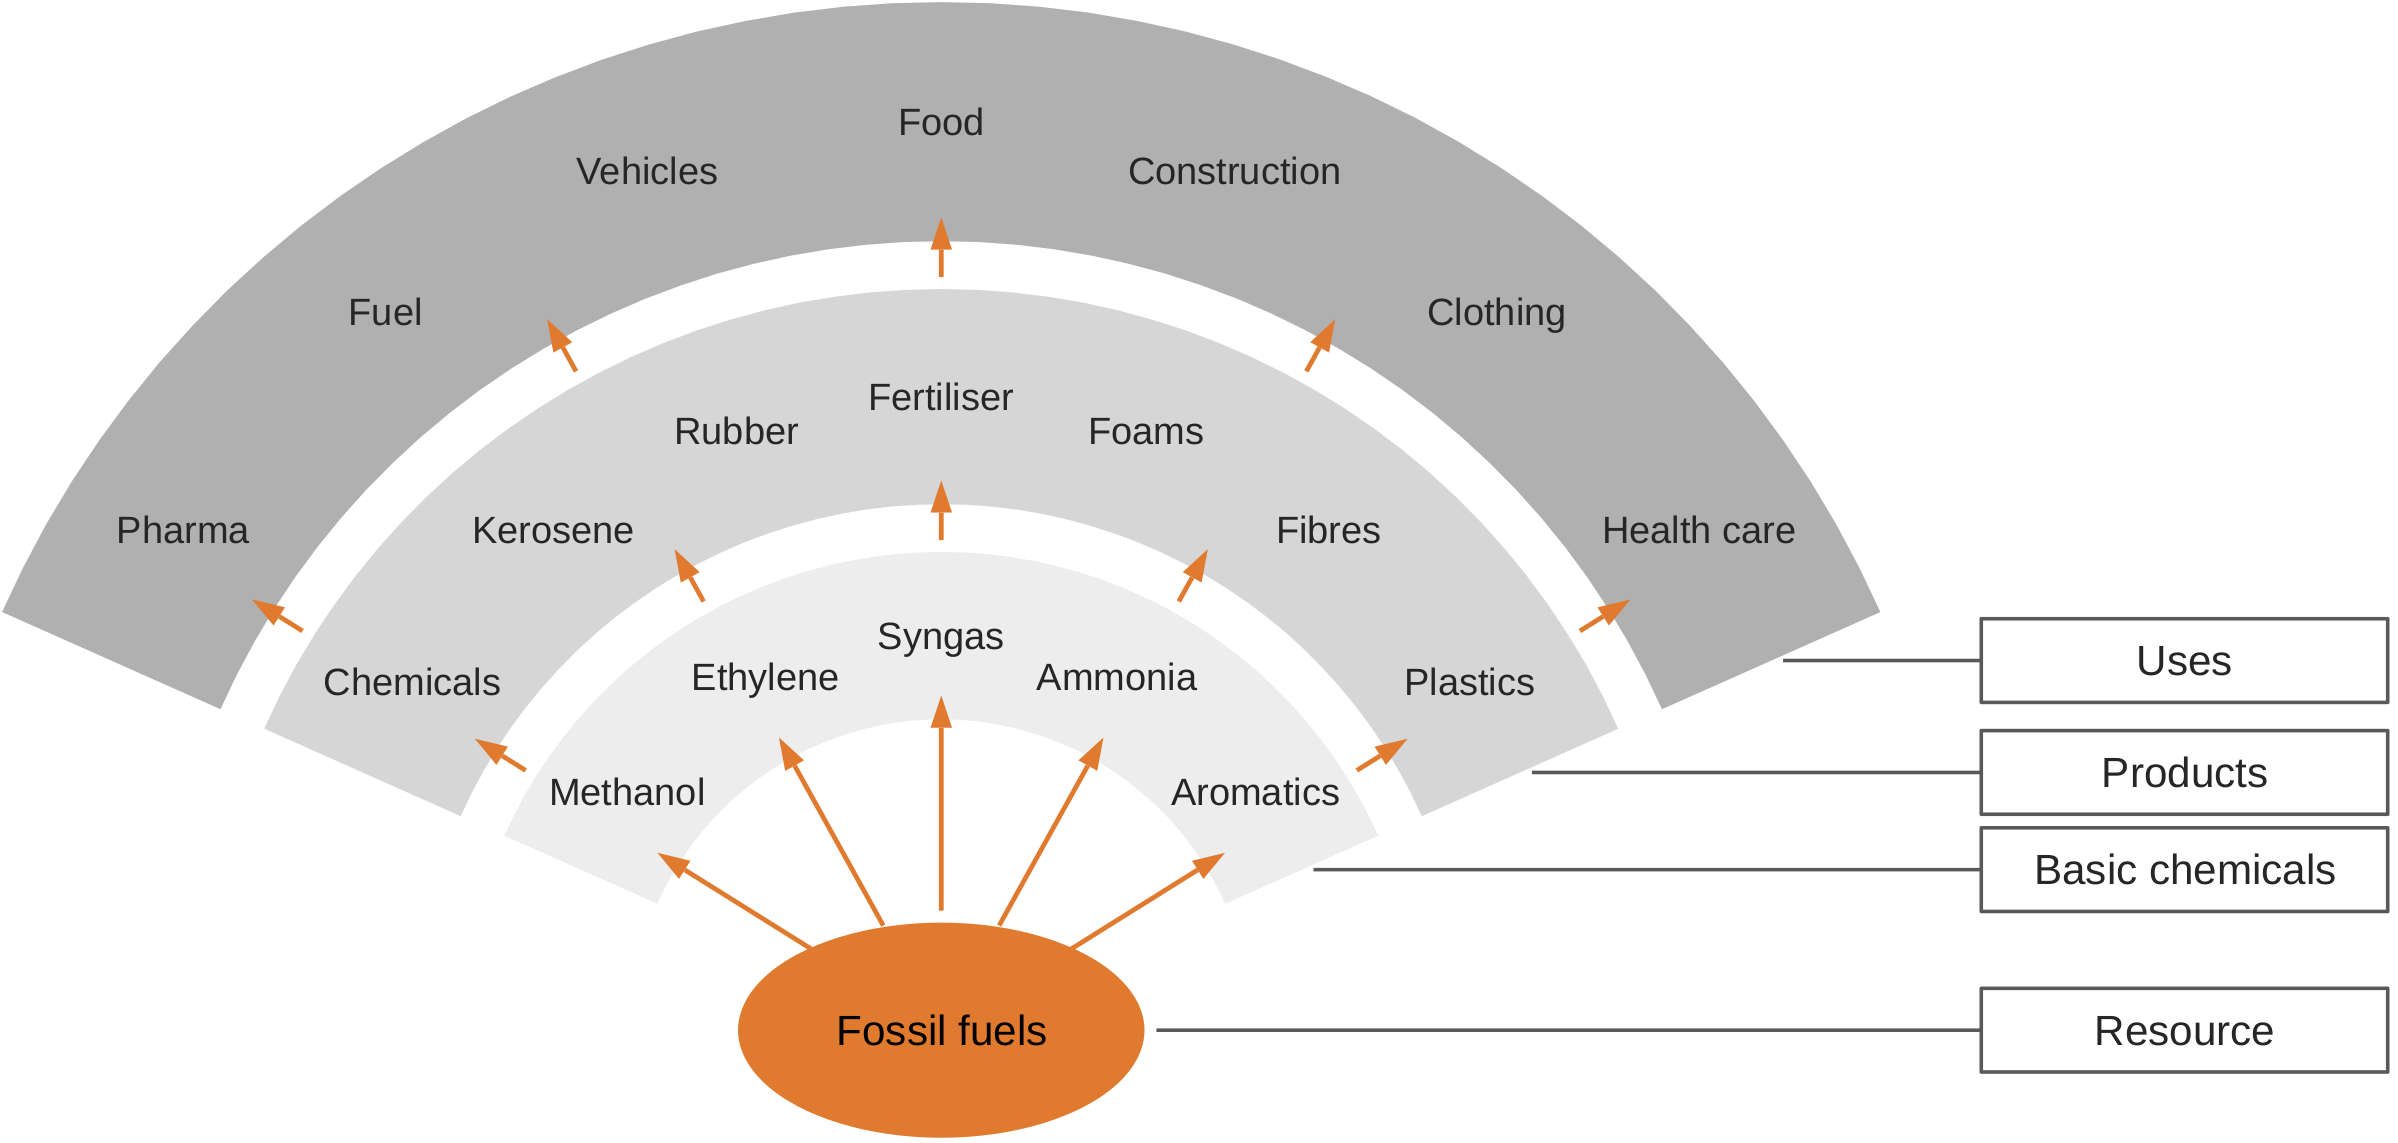 Food
Vehicles
Construction
Fuel
Clothing
Pharma
Health care
Fertiliser
Rubber
Foams
Kerosene
Fibres
Chemicals
Plastics
Syngas
Ethylene
Ammonia
Methanol
Aromatics
Fossil fuels
Uses
Products
Basic chemicals
Resource